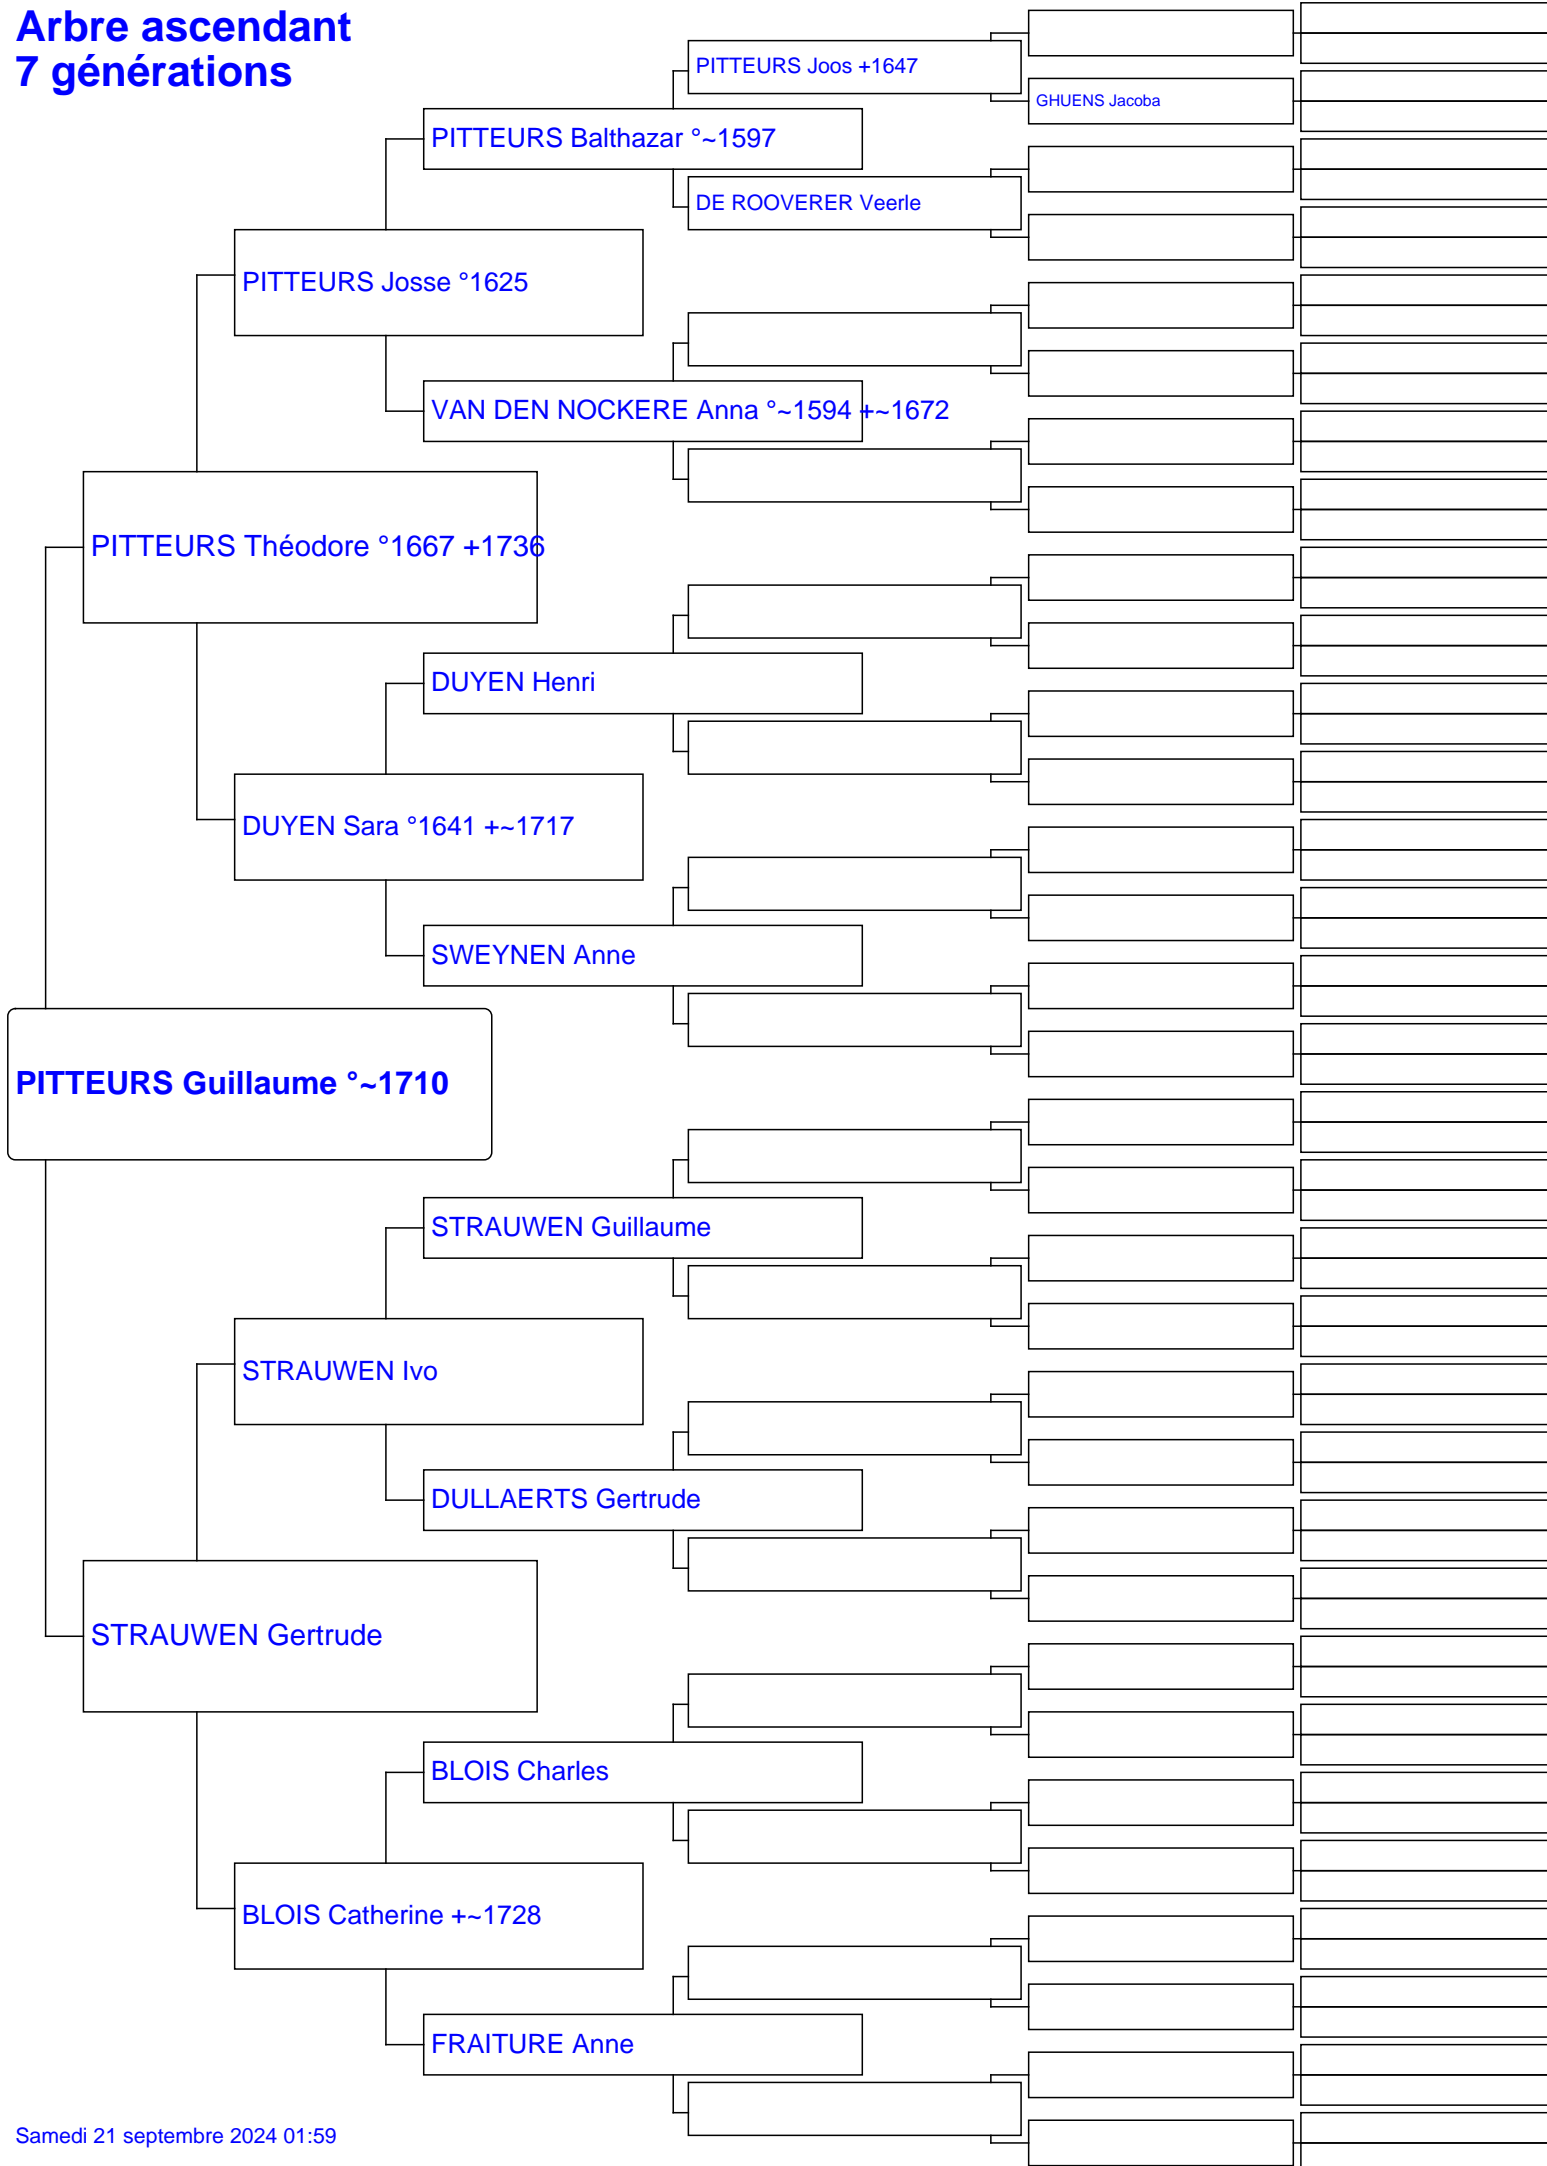 Arbre ascendant
7 générations
PITTEURS Joos +1647
GHUENS Jacoba
PITTEURS Balthazar °~1597
DE ROOVERER Veerle
PITTEURS Josse °1625
VAN DEN NOCKERE Anna °~1594 +~1672
PITTEURS Théodore °1667 +1736
DUYEN Henri
DUYEN Sara °1641 +~1717
SWEYNEN Anne
PITTEURS Guillaume °~1710
STRAUWEN Guillaume
STRAUWEN Ivo
DULLAERTS Gertrude
STRAUWEN Gertrude
BLOIS Charles
BLOIS Catherine +~1728
FRAITURE Anne
Samedi 21 septembre 2024 01:59